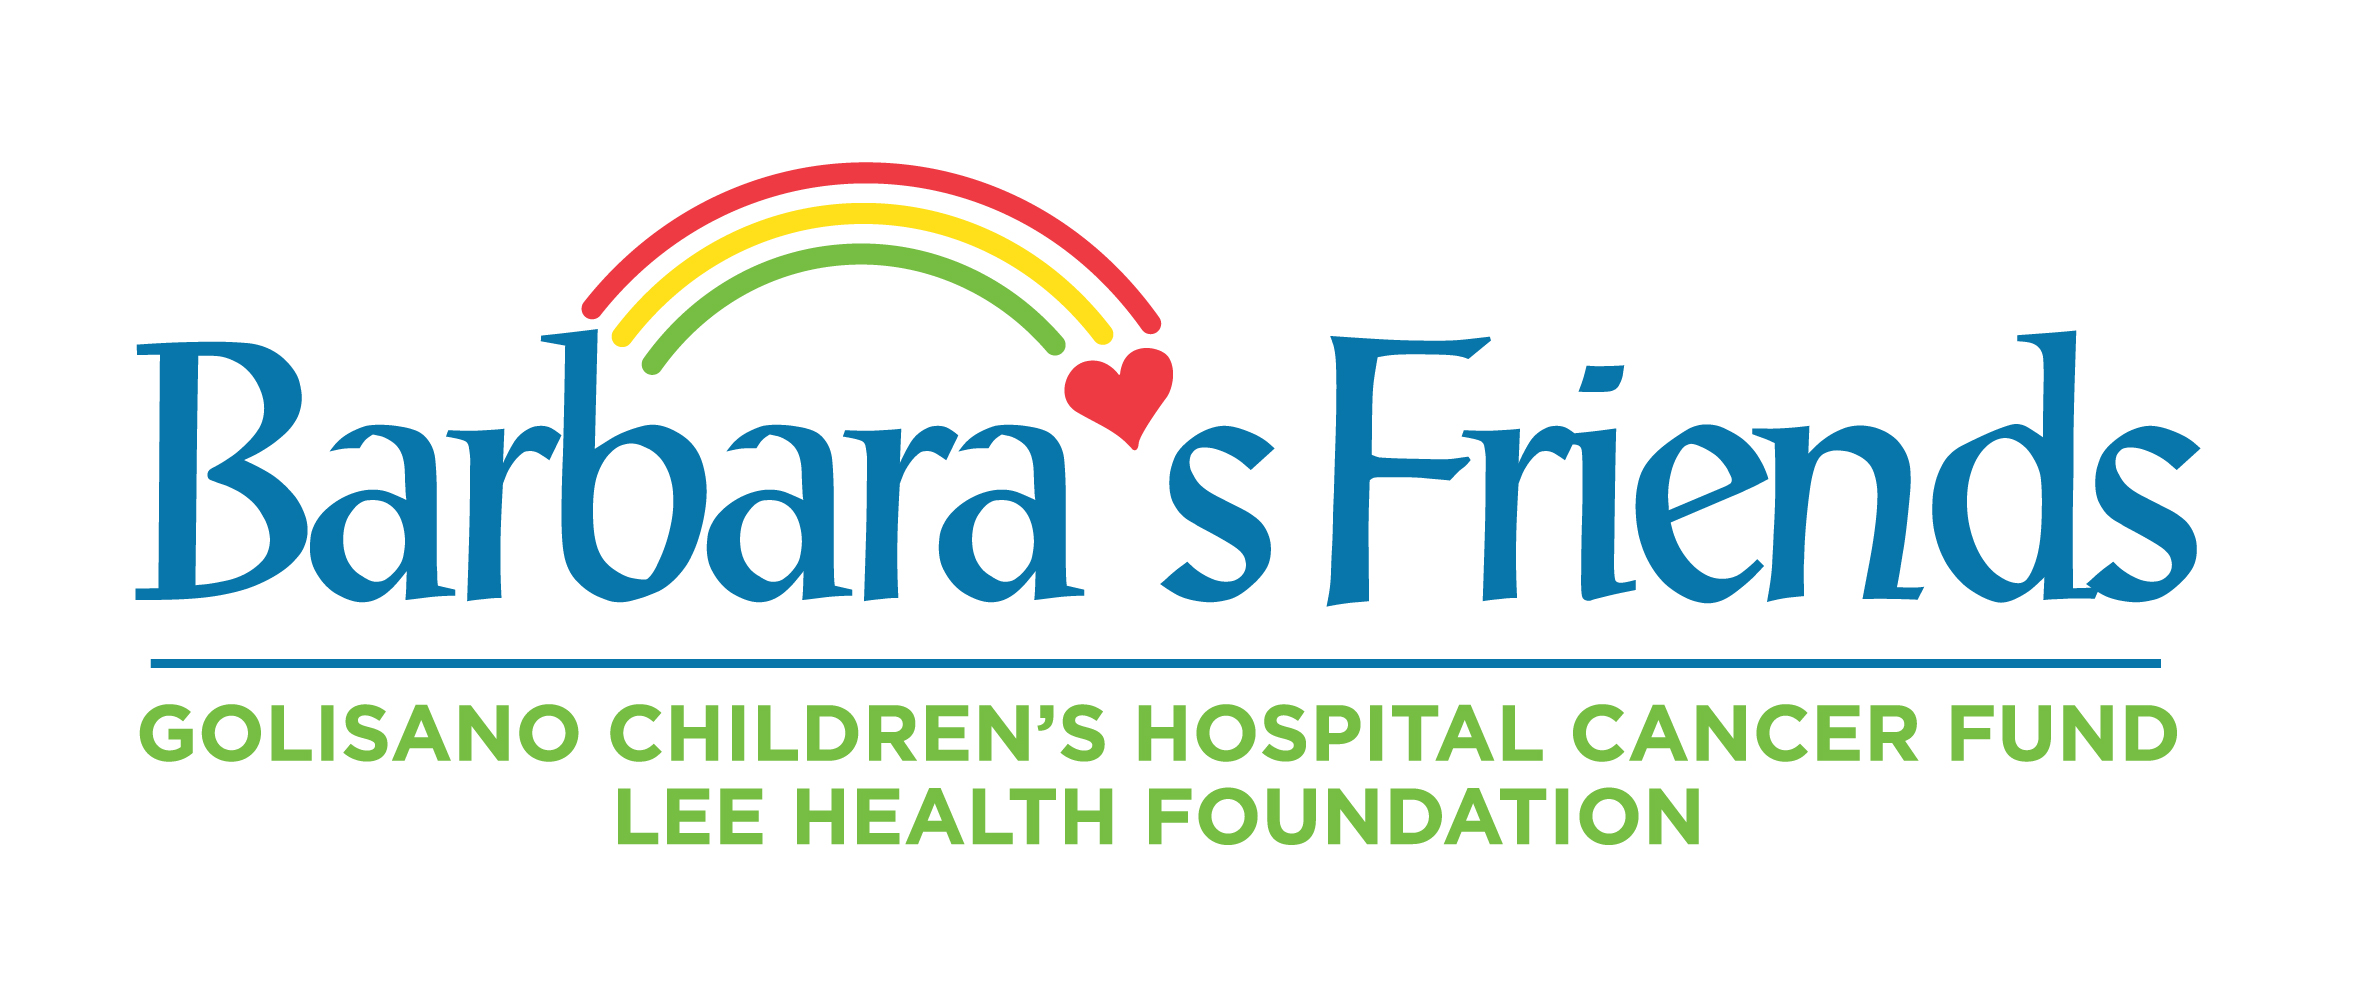 Barbara's Friends
GOLISANO CHILDREN'S HOSPITAL CANCER FUND
LEE HEALTH FOUNDATION